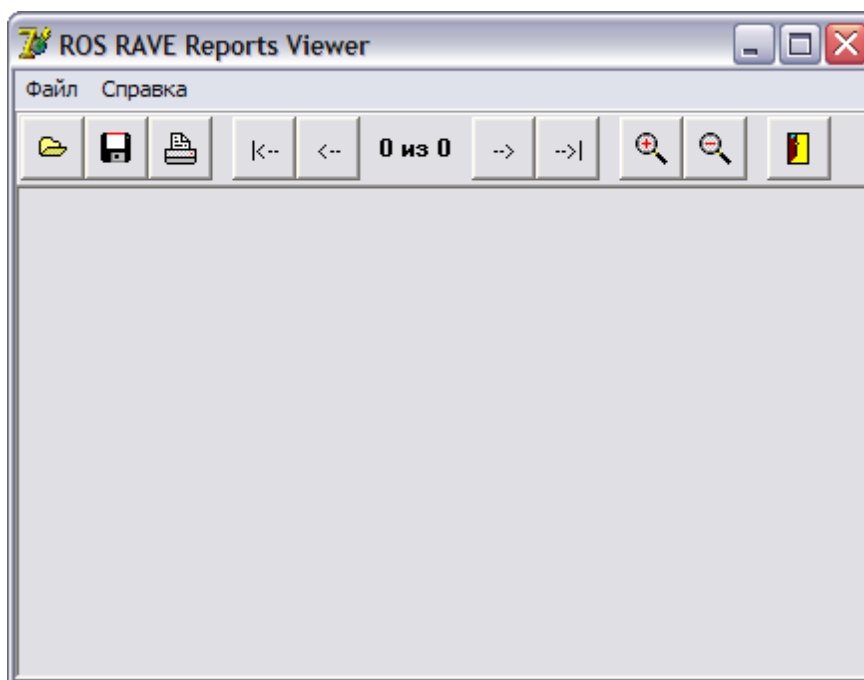 ROS RAVE Reports Viewer
Файл Справка
|<-- <-- 0 из 0 --> -->|